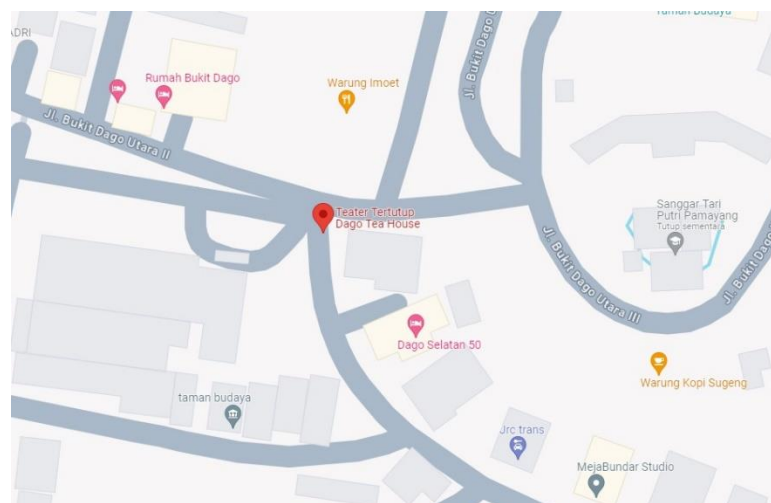 Taman Budaya
ADRI
Rumah Bukit Dago
Warung Imoet
Jl. Bukit Dago
Jl. Bukit Dago Utara II
Teater Tertutup
Dago Tea House
Sanggar Tari
Putri Pamayang
Tutup sementara
Jl. Bukit Dago Utara III
Jl. Bukit Dago
Dago Selatan 50
Warung Kopi Sugeng
taman budaya
Jrc trans
MejaBundar Studio